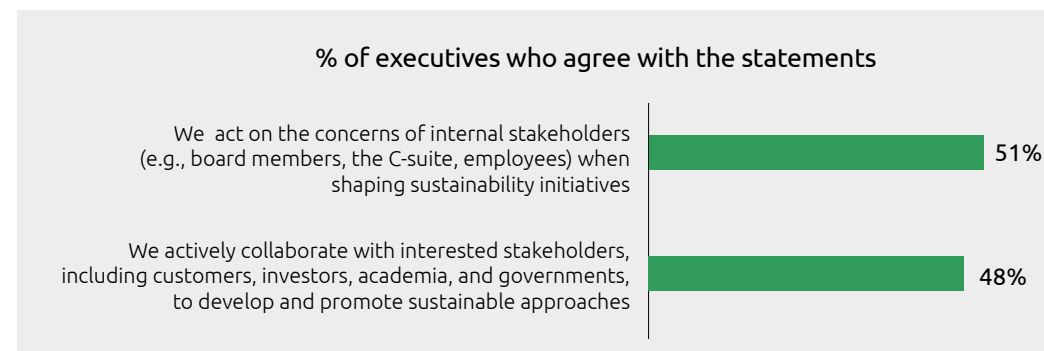 % of executives who agree with the statements
We act on the concerns of internal stakeholders
(e.g., board members, the C-suite, employees) when
shaping sustainability initiatives
51%
We actively collaborate with interested stakeholders,
including customers, investors, academia, and governments,
to develop and promote sustainable approaches
48%